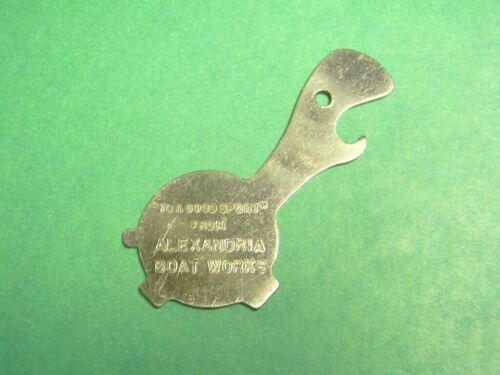 "TO A GOOD SPORT"
FROM
ALEXANDRIA
BOAT WORKS